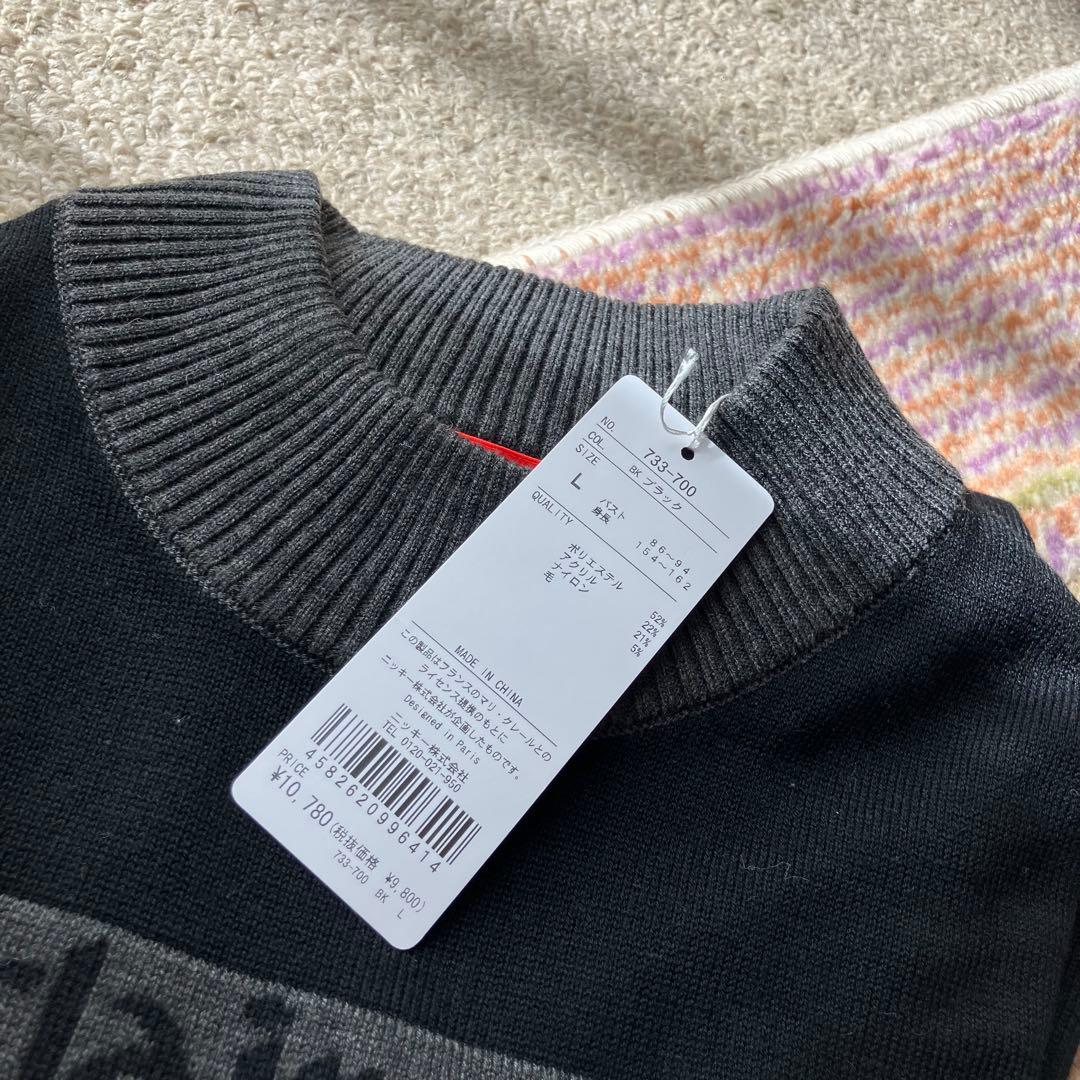 NO. 733-700
COL. BK ブラック
SIZE
L バスト 86~94
身長 154~162
QUALITY
ポリエステル 52%
アクリル 22%
ナイロン 21%
毛 5%
MADE IN CHINA
この製品はフランスのマリ・クレールとの
ライセンス提携のもとに
ニッキー株式会社が企画したものです。
Designed in Paris
ニッキー株式会社
TEL 0120-021-950
4582620996414
PRICE
¥10,780(税抜価格 ¥9,800)
733-700 BK L